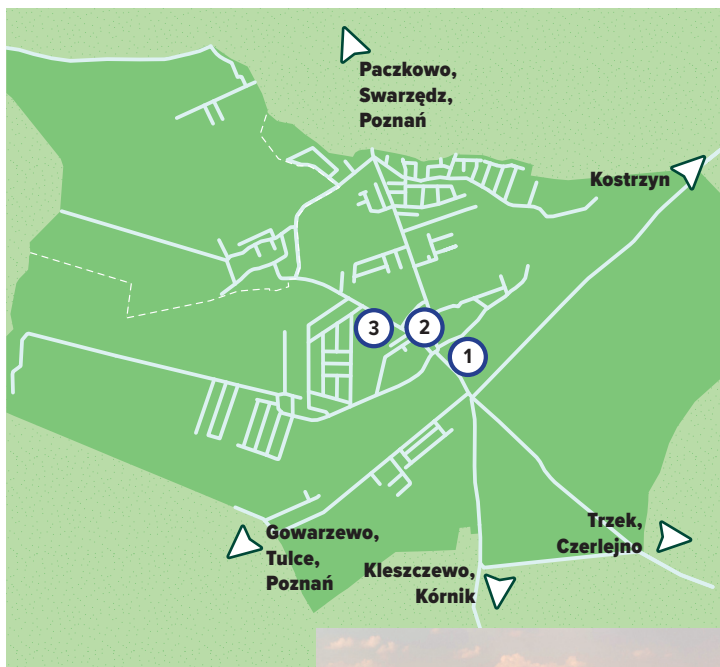 Paczkowo,
Swarzędz,
Poznań
Kostrzyn
3
2
1
Gowarzewo,
Tulce,
Poznań
Kleszczewo,
Kórnik
Trzek,
Czerlejno